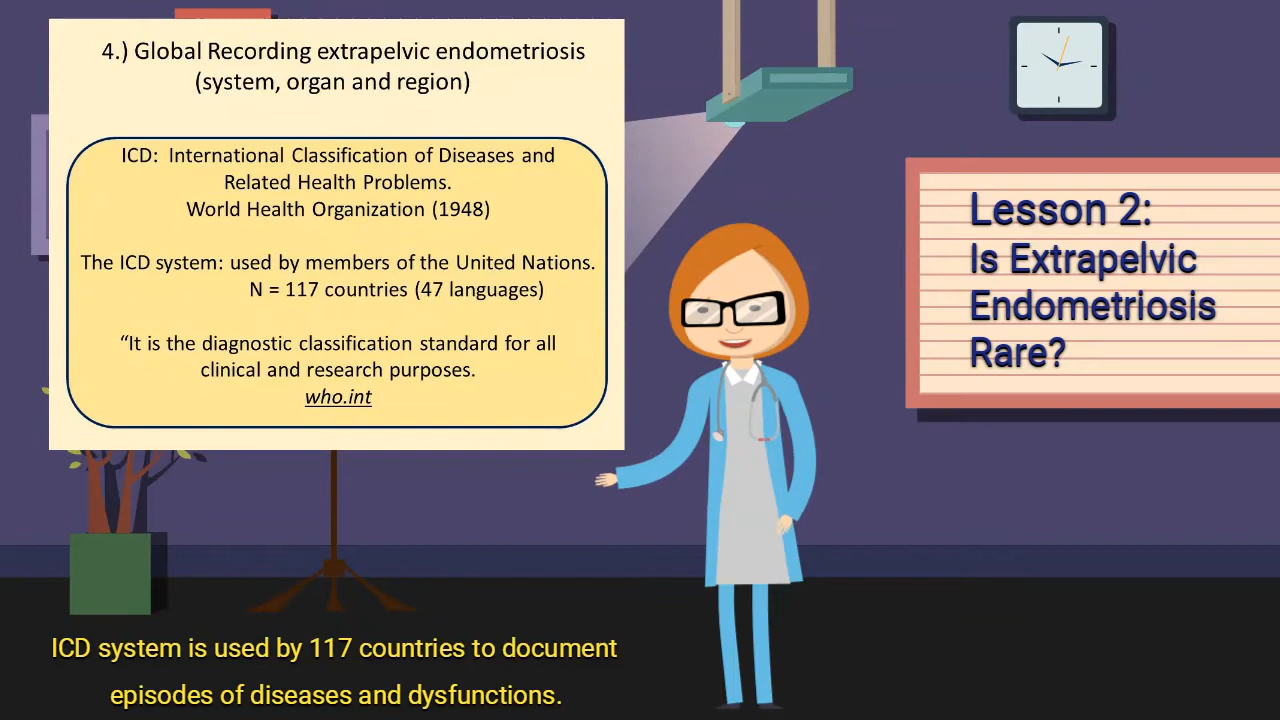 4.) Global Recording extrapelvic endometriosis
(system, organ and region)
ICD: International Classification of Diseases and
Related Health Problems.
World Health Organization (1948)
The ICD system: used by members of the United Nations.
N = 117 countries (47 languages)
“It is the diagnostic classification standard for all
clinical and research purposes.
who.int
Lesson 2:
Is Extrapelvic
Endometriosis
Rare?
ICD system is used by 117 countries to document
episodes of diseases and dysfunctions.